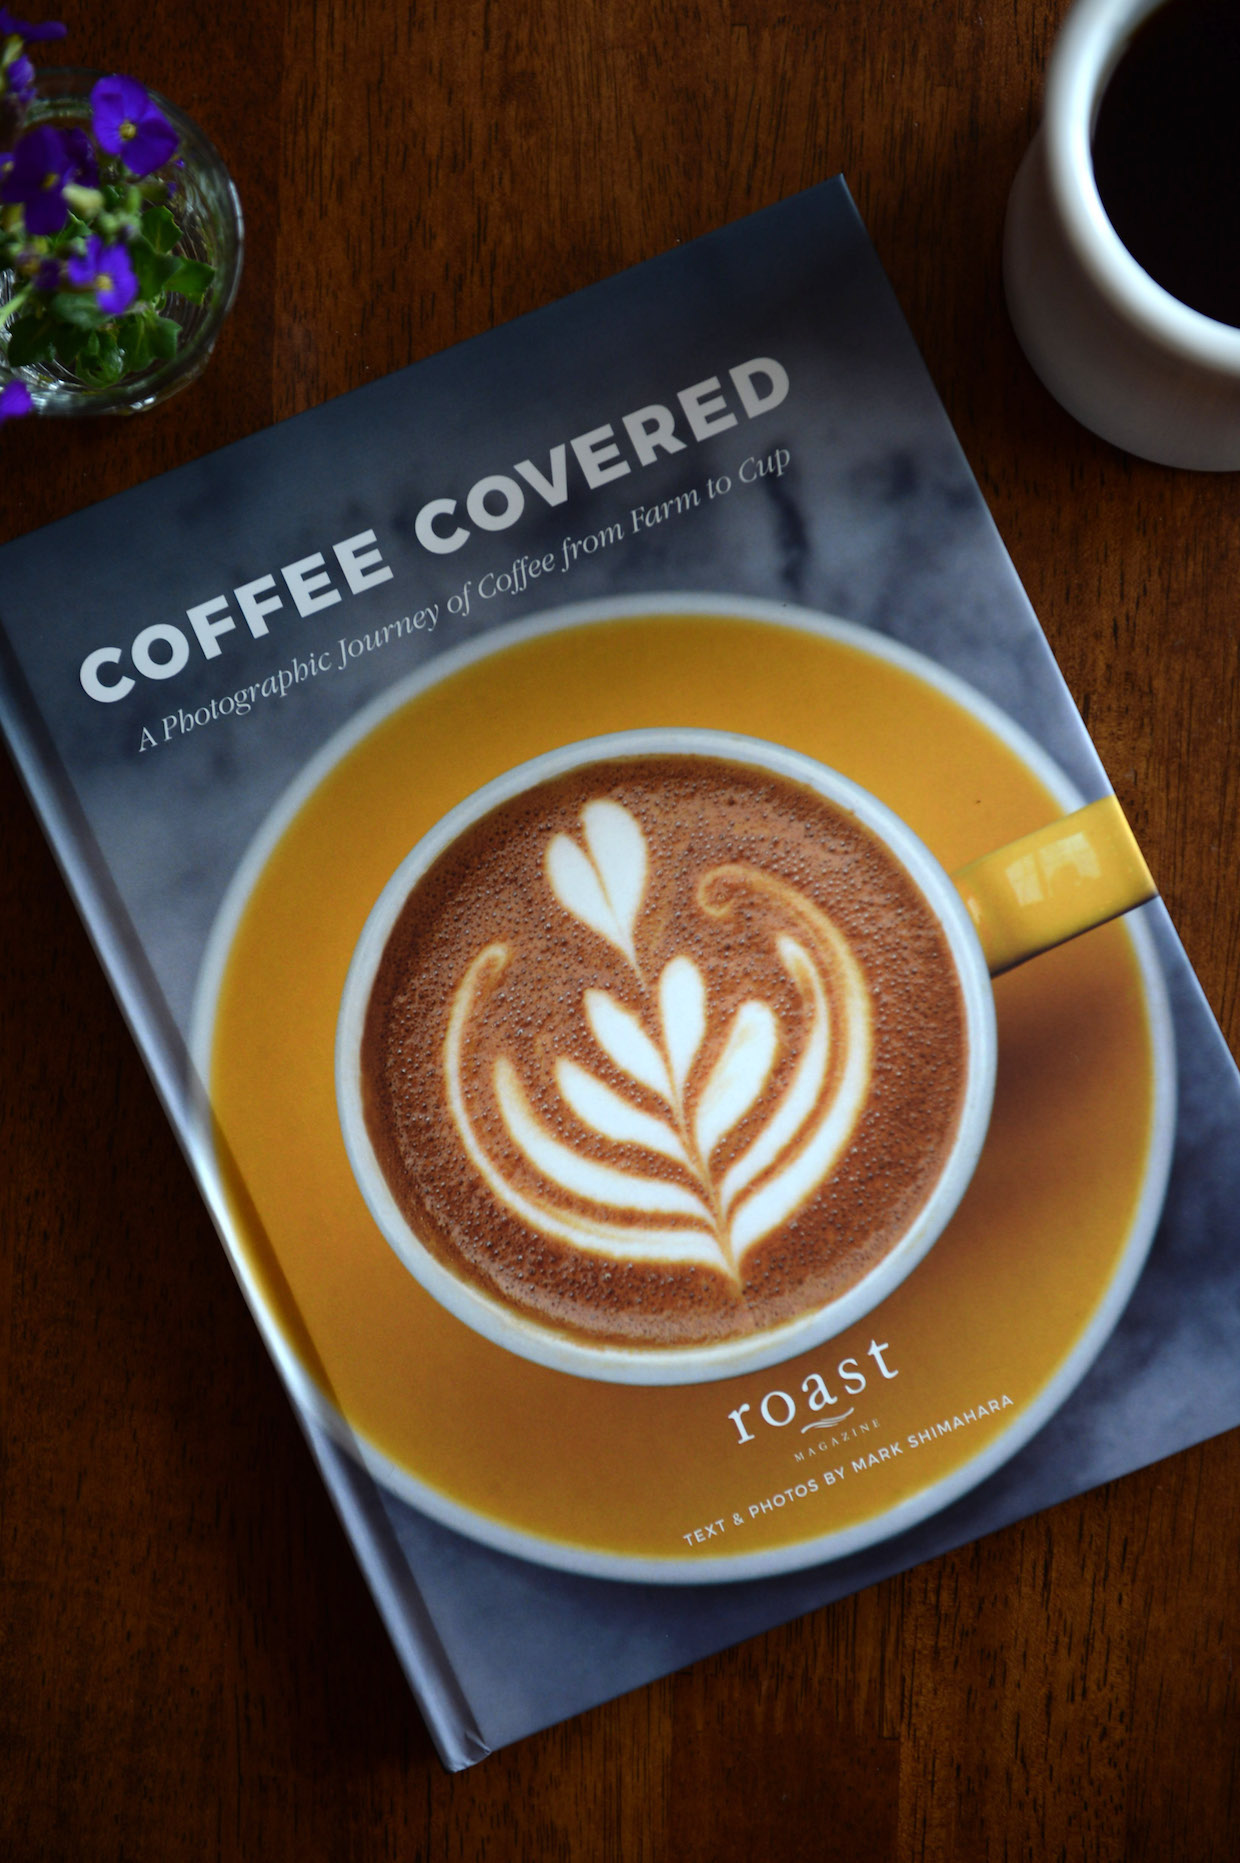 COFFEE COVERED
A Photographic Journey of Coffee from Farm to Cup
roast
MAGAZINE
TEXT & PHOTOS BY MARK SHIMAHARA